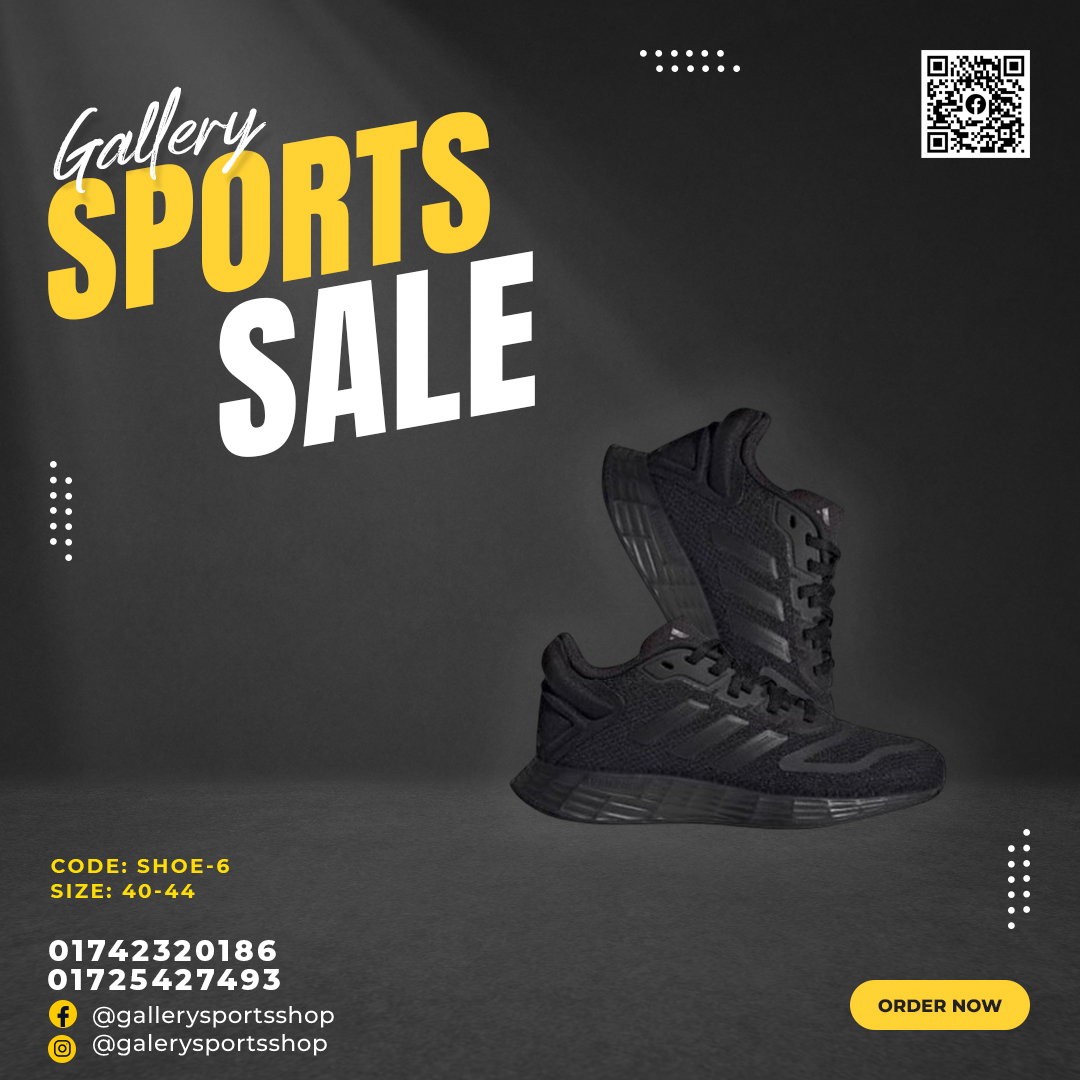 Gallery
SPORTS
SALE
CODE: SHOE-6
SIZE: 40-44
01742320186
01725427493
@gallerysportsshop
@galerysportsshop
ORDER NOW